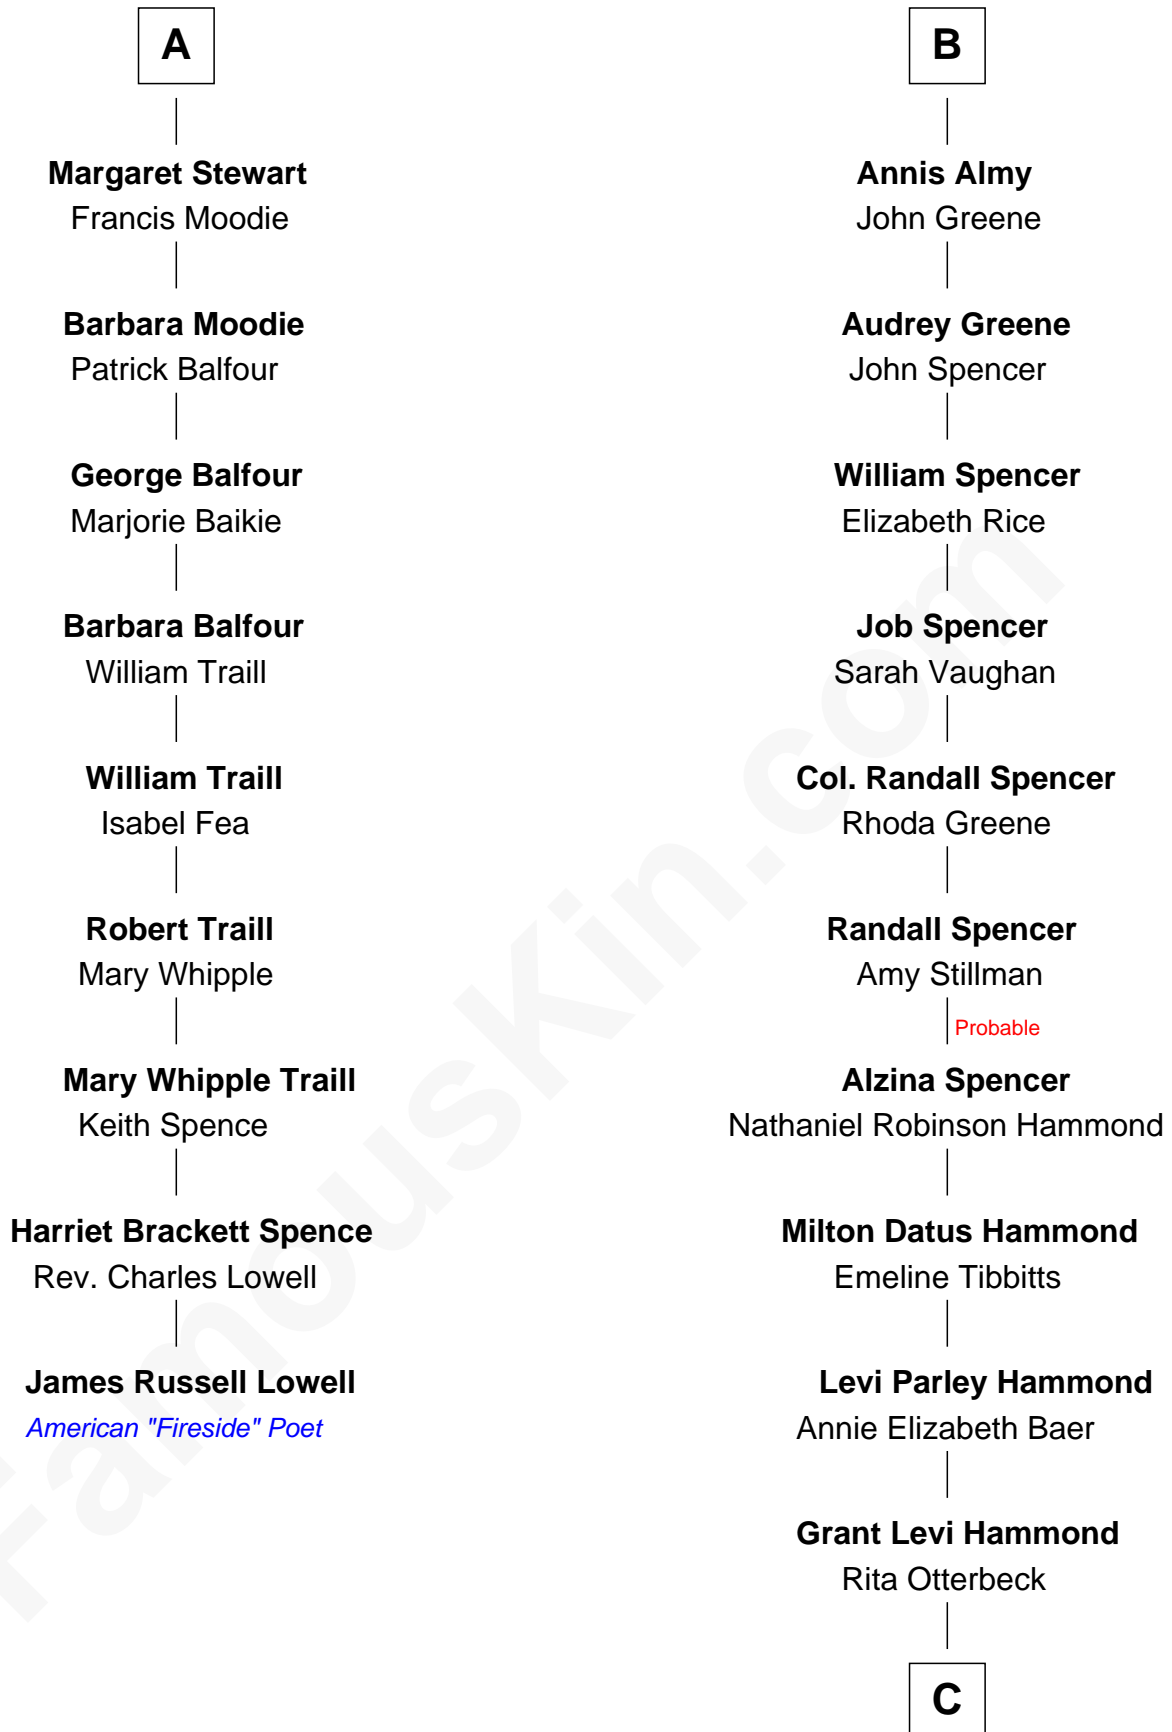 A
Margaret Stewart
Francis Moodie
Barbara Moodie
Patrick Balfour
George Balfour
Marjorie Baikie
Barbara Balfour
William Traill
William Traill
Isabel Fea
Robert Traill
Mary Whipple
Mary Whipple Traill
Keith Spence
Harriet Brackett Spence
Rev. Charles Lowell
James Russell Lowell
American "Fireside" Poet
B
Annis Almy
John Greene
Audrey Greene
John Spencer
William Spencer
Elizabeth Rice
Job Spencer
Sarah Vaughan
Col. Randall Spencer
Rhoda Greene
Randall Spencer
Amy Stillman
Probable
Alzina Spencer
Nathaniel Robinson Hammond
Milton Datus Hammond
Emeline Tibbitts
Levi Parley Hammond
Annie Elizabeth Baer
Grant Levi Hammond
Rita Otterbeck
C
FamousKin.com